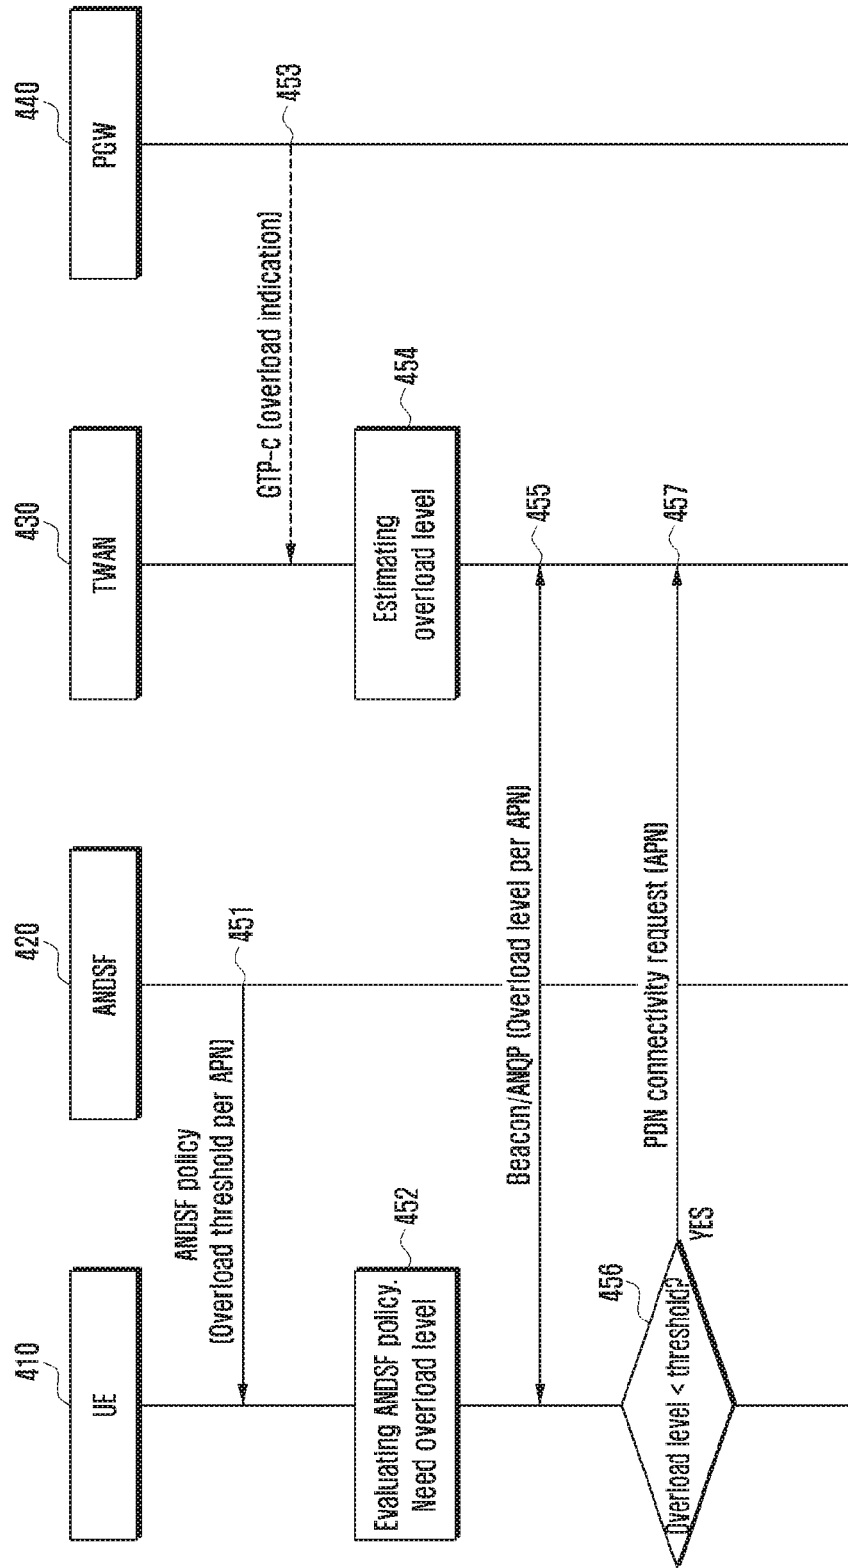 410
UE
420
ANDSF
430
TWAN
440
PGW
ANDSF policy
(Overload threshold per APN)
451
Evaluating ANDSF policy.
Need overload level
452
GTP-c (overload indication)
453
Estimating
overload level
454
Beacon/ANQP (Overload level per APN)
455
Overload level < threshold?
456
YES
PDN connectivity request (APN)
457